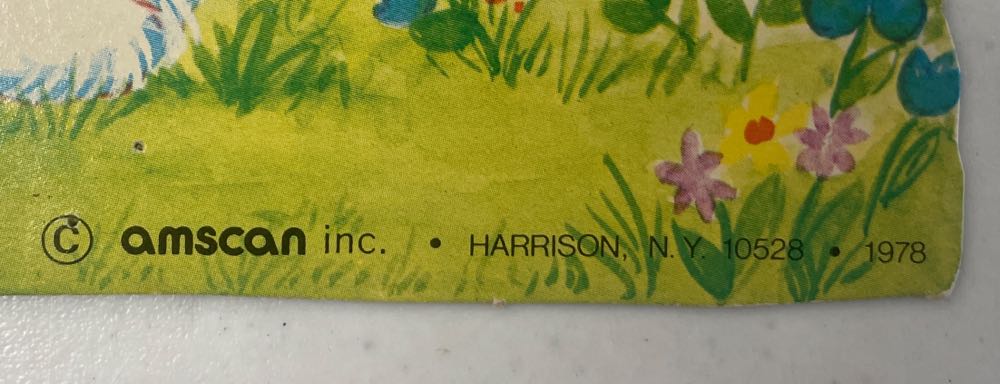 © amscan inc. • HARRISON, N.Y. 10528 • 1978